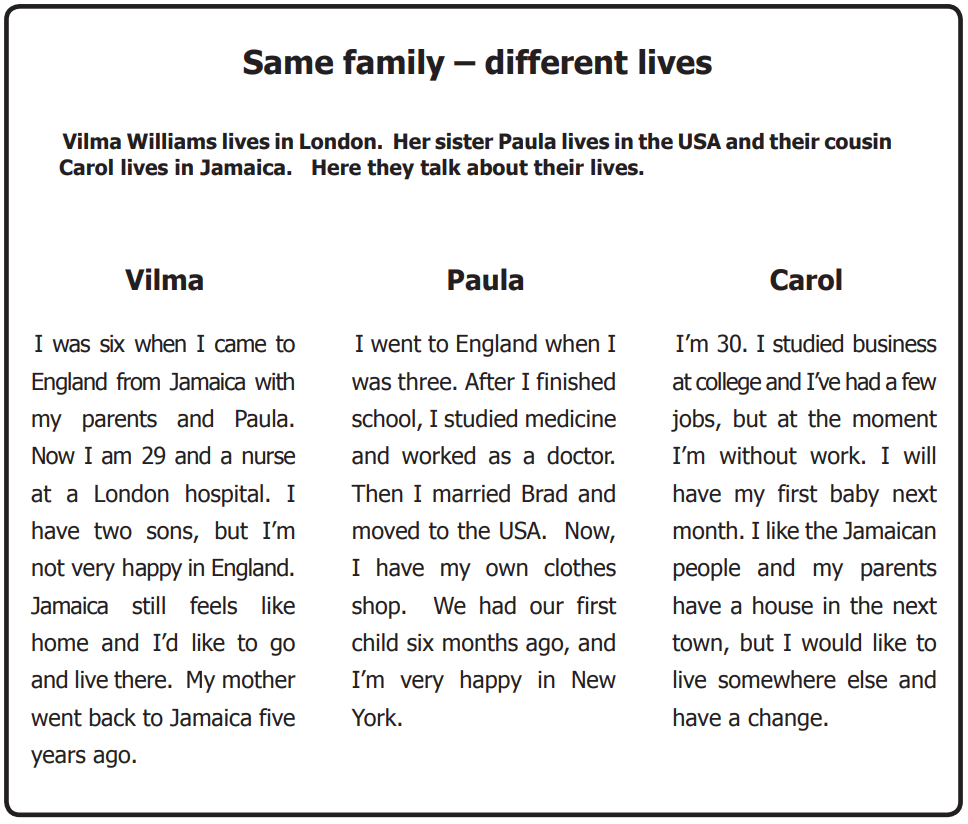 Same family – different lives
Vilma Williams lives in London. Her sister Paula lives in the USA and their cousin
Carol lives in Jamaica. Here they talk about their lives.
Vilma
I was six when I came to
England from Jamaica with
my parents and Paula.
Now I am 29 and a nurse
at a London hospital. I
have two sons, but I'm
not very happy in England.
Jamaica still feels like
home and I'd like to go
and live there. My mother
went back to Jamaica five
years ago.
Paula
I went to England when I
was three. After I finished
school, I studied medicine
and worked as a doctor.
Then I married Brad and
moved to the USA. Now,
I have my own clothes
shop. We had our first
child six months ago, and
I'm very happy in New
York.
Carol
I'm 30. I studied business
at college and I've had a few
jobs, but at the moment
I'm without work. I will
have my first baby next
month. I like the Jamaican
people and my parents
have a house in the next
town, but I would like to
live somewhere else and
have a change.